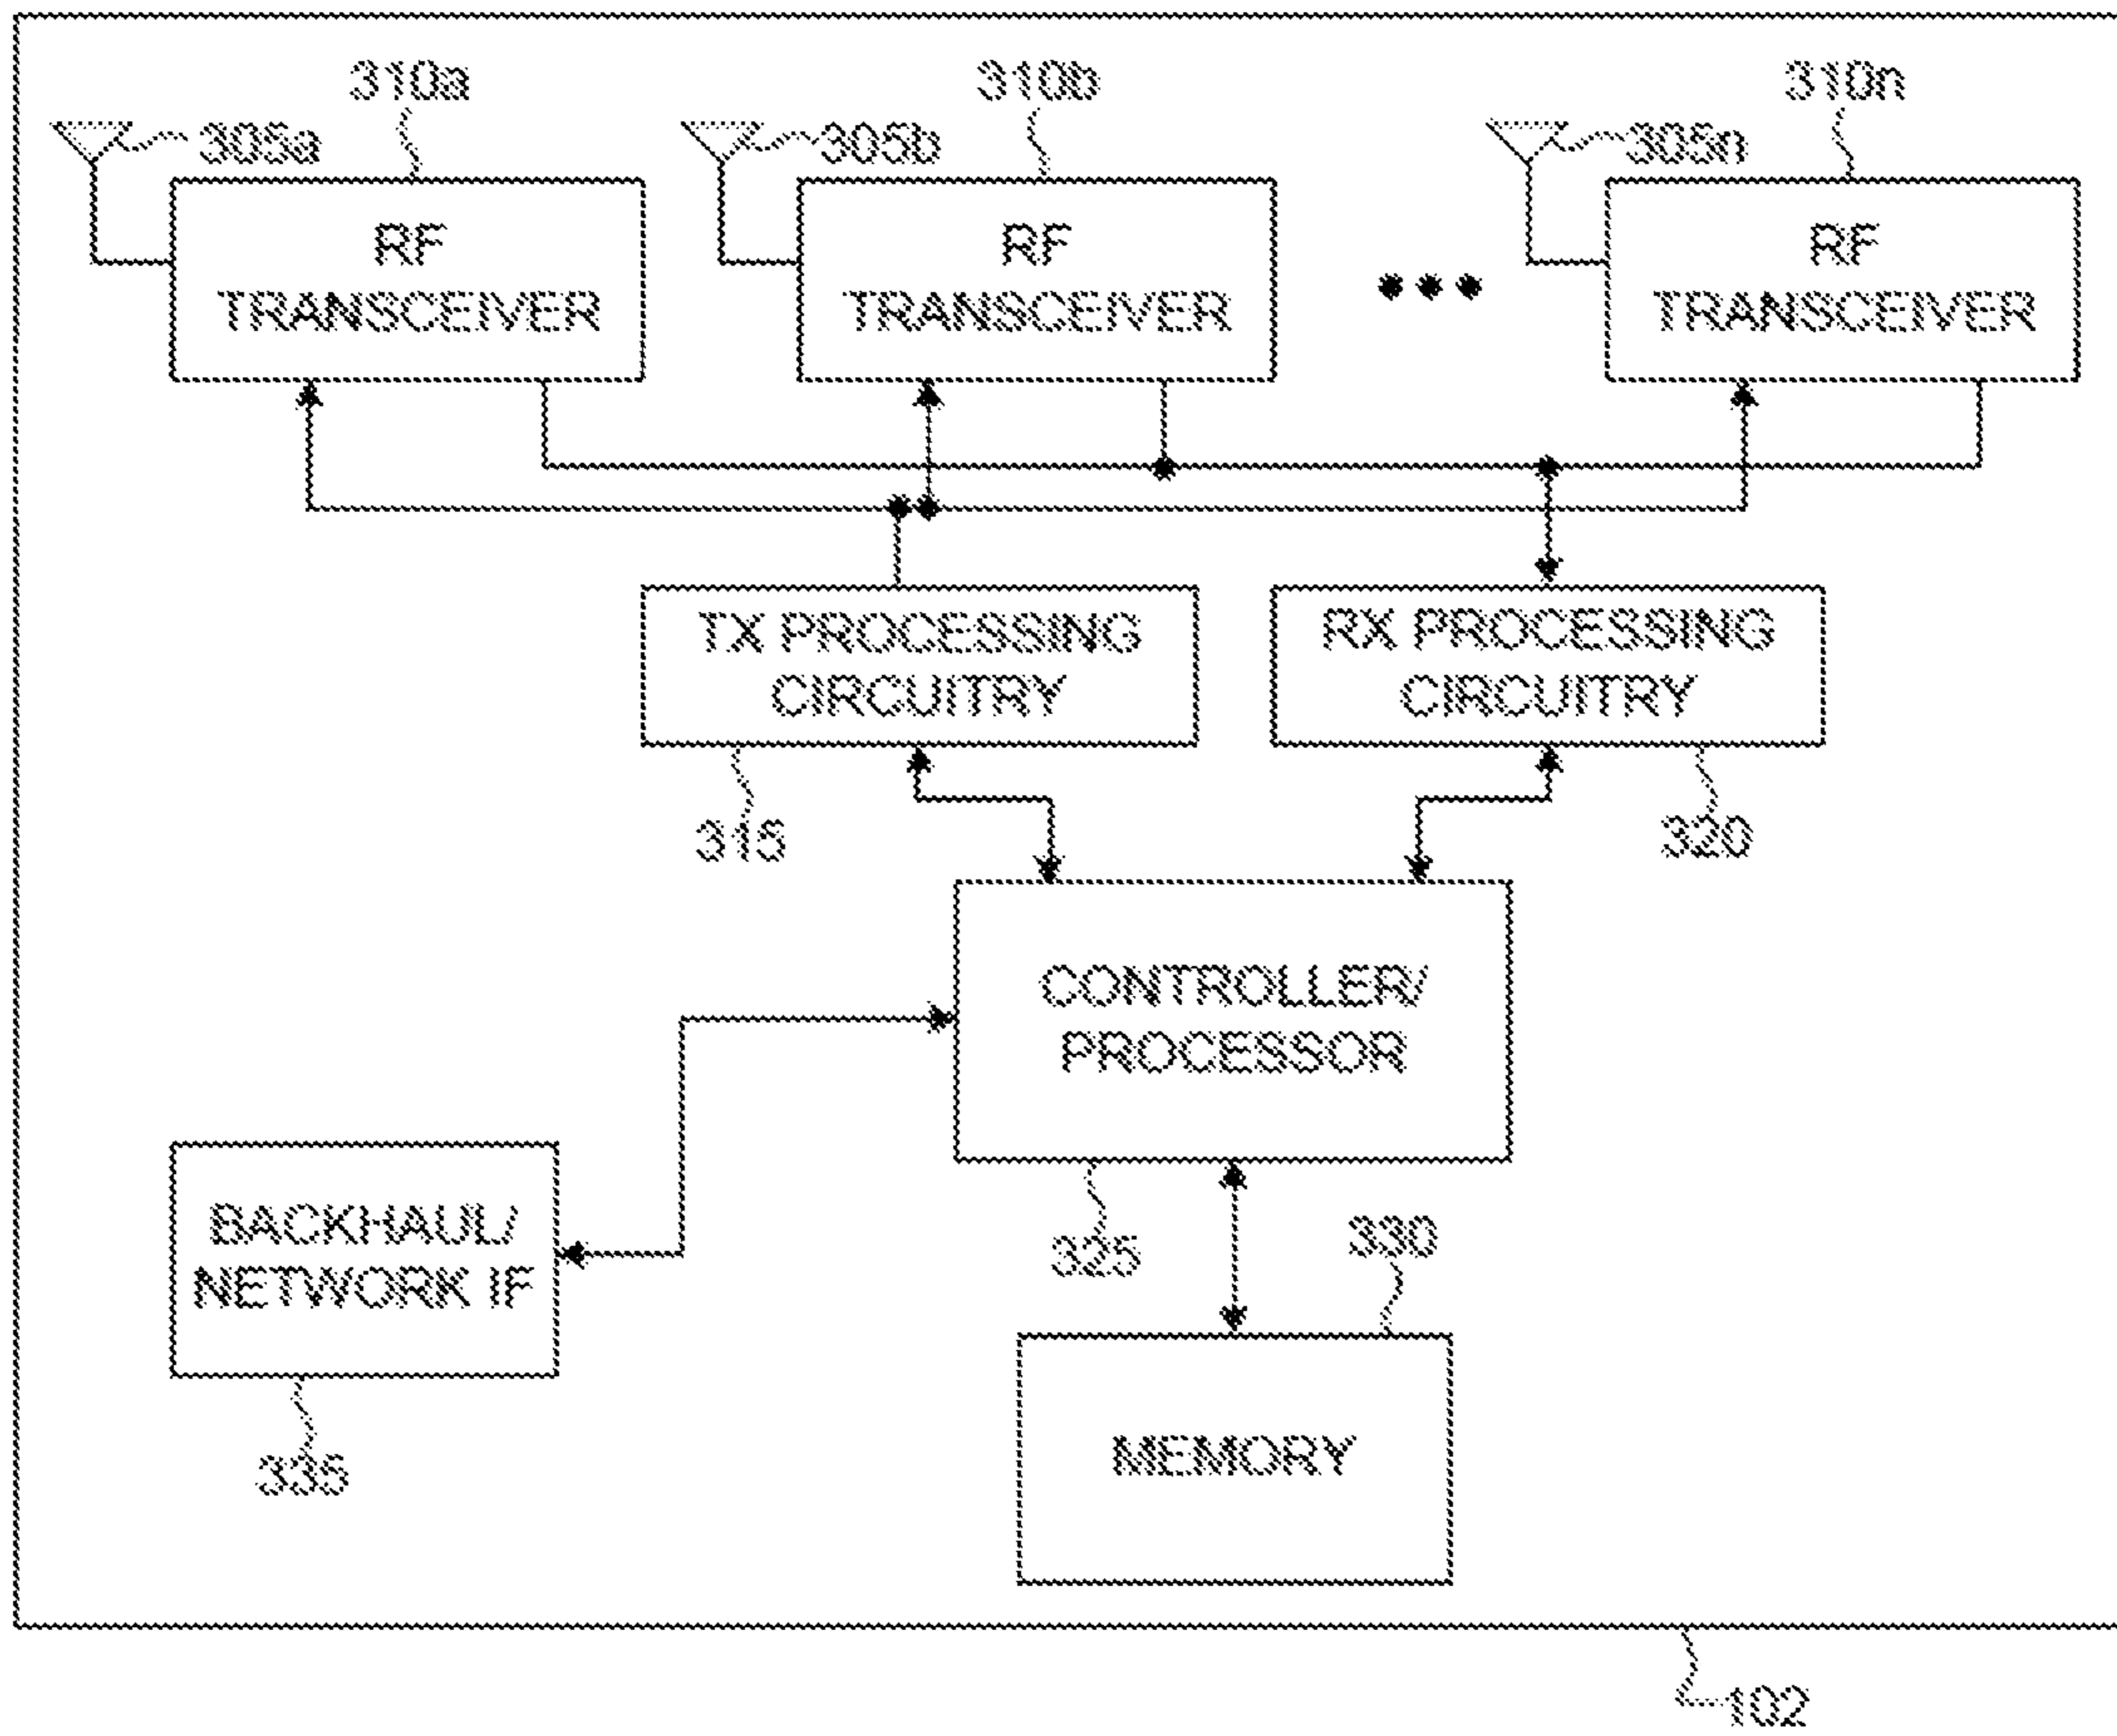 310a
310b
310n
305a
305b
305n
RF
TRANSCEIVER
RF
TRANSCEIVER
RF
TRANSCEIVER
TX PROCESSING
CIRCUITRY
RX PROCESSING
CIRCUITRY
315
320
CONTROLLER/
PROCESSOR
BACKHAUL/
NETWORK IF
325
330
335
MEMORY
102